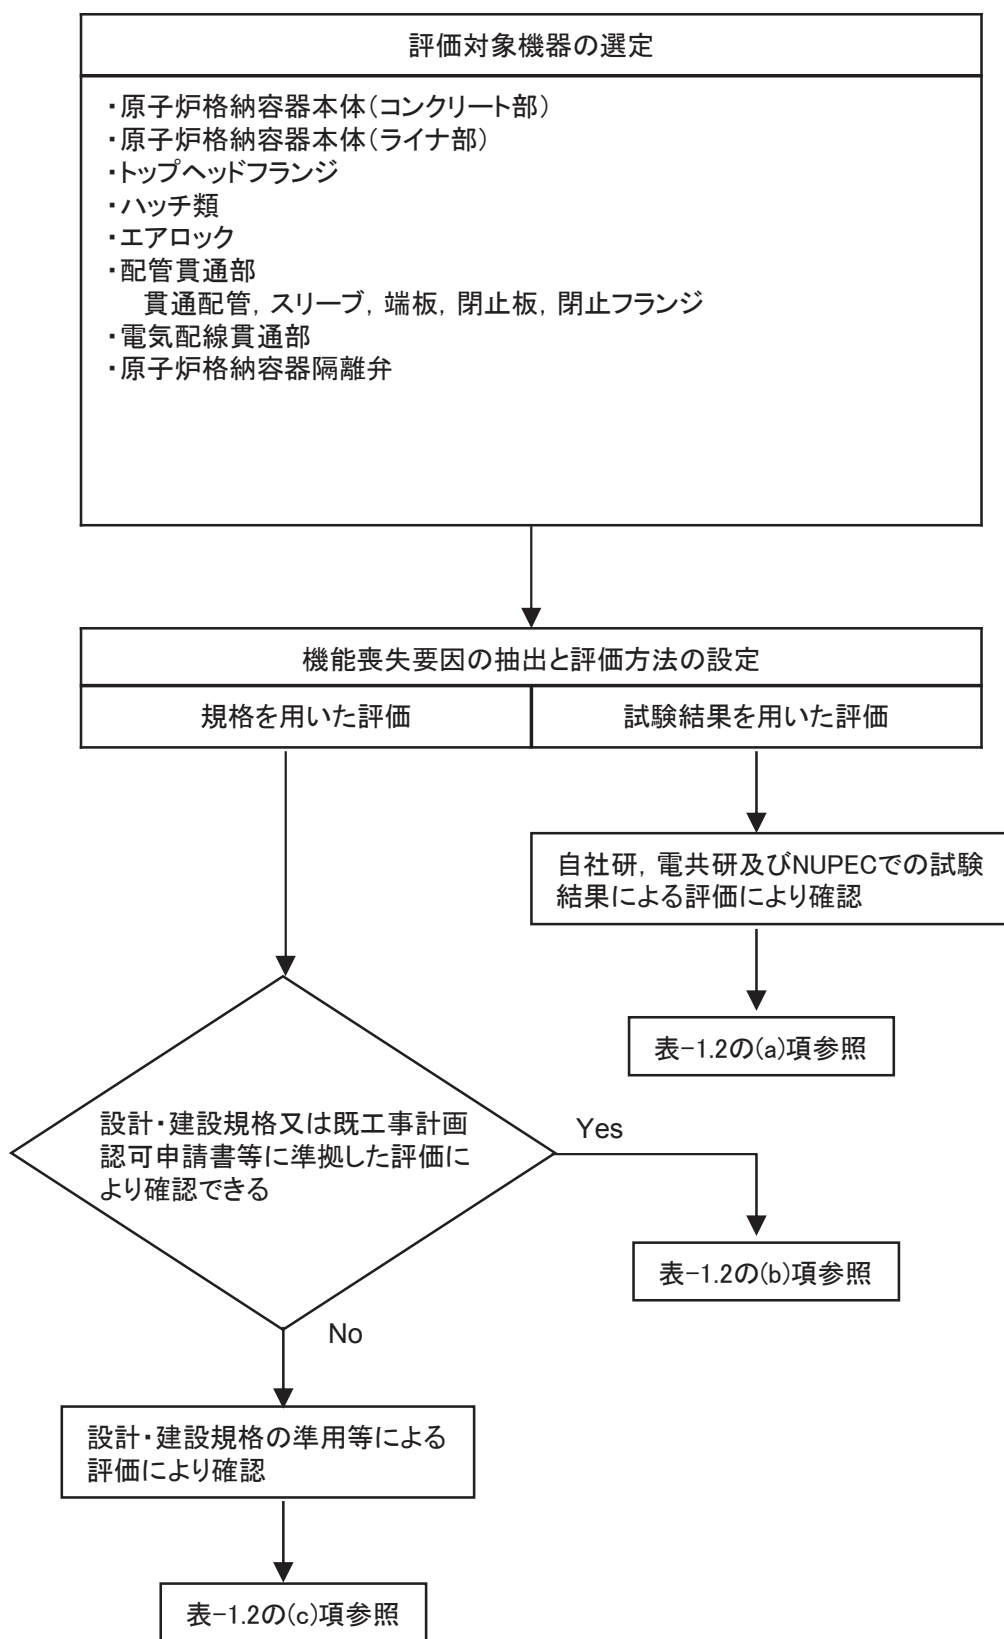 評価対象機器の選定
・原子炉格納容器本体(コンクリート部)
・原子炉格納容器本体(ライナ部)
・トップヘッドフランジ
・ハッチ類
・エアロック
・配管貫通部
貫通配管, スリーブ, 端板, 閉止板, 閉止フランジ
・電気配線貫通部
・原子炉格納容器隔離弁
機能喪失要因の抽出と評価方法の設定
規格を用いた評価
試験結果を用いた評価
自社研, 電共研及びNUPECでの試験
結果による評価により確認
表-1.2の(a)項参照
設計・建設規格又は既工事計画
認可申請書等に準拠した評価に
より確認できる
Yes
表-1.2の(b)項参照
No
設計・建設規格の準用等による
評価により確認
表-1.2の(c)項参照